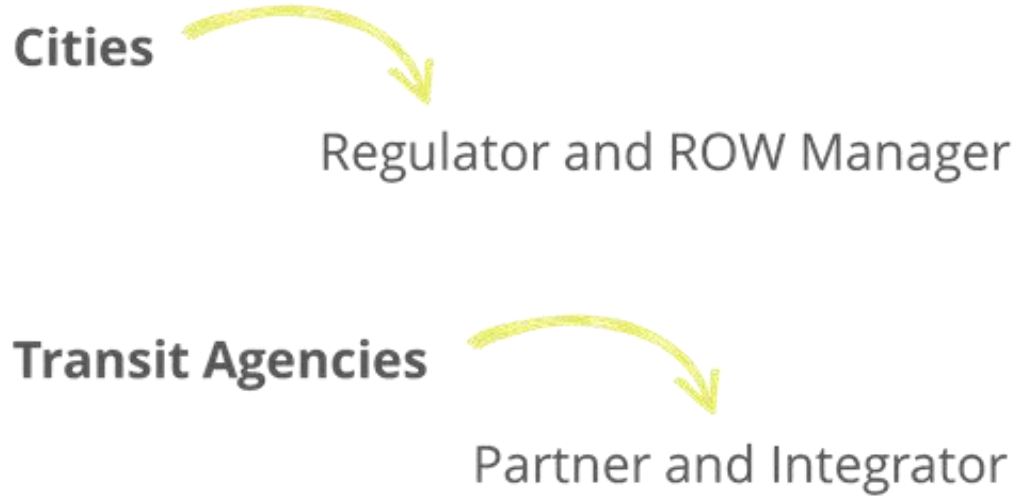 Cities
Regulator and ROW Manager
Transit Agencies
Partner and Integrator